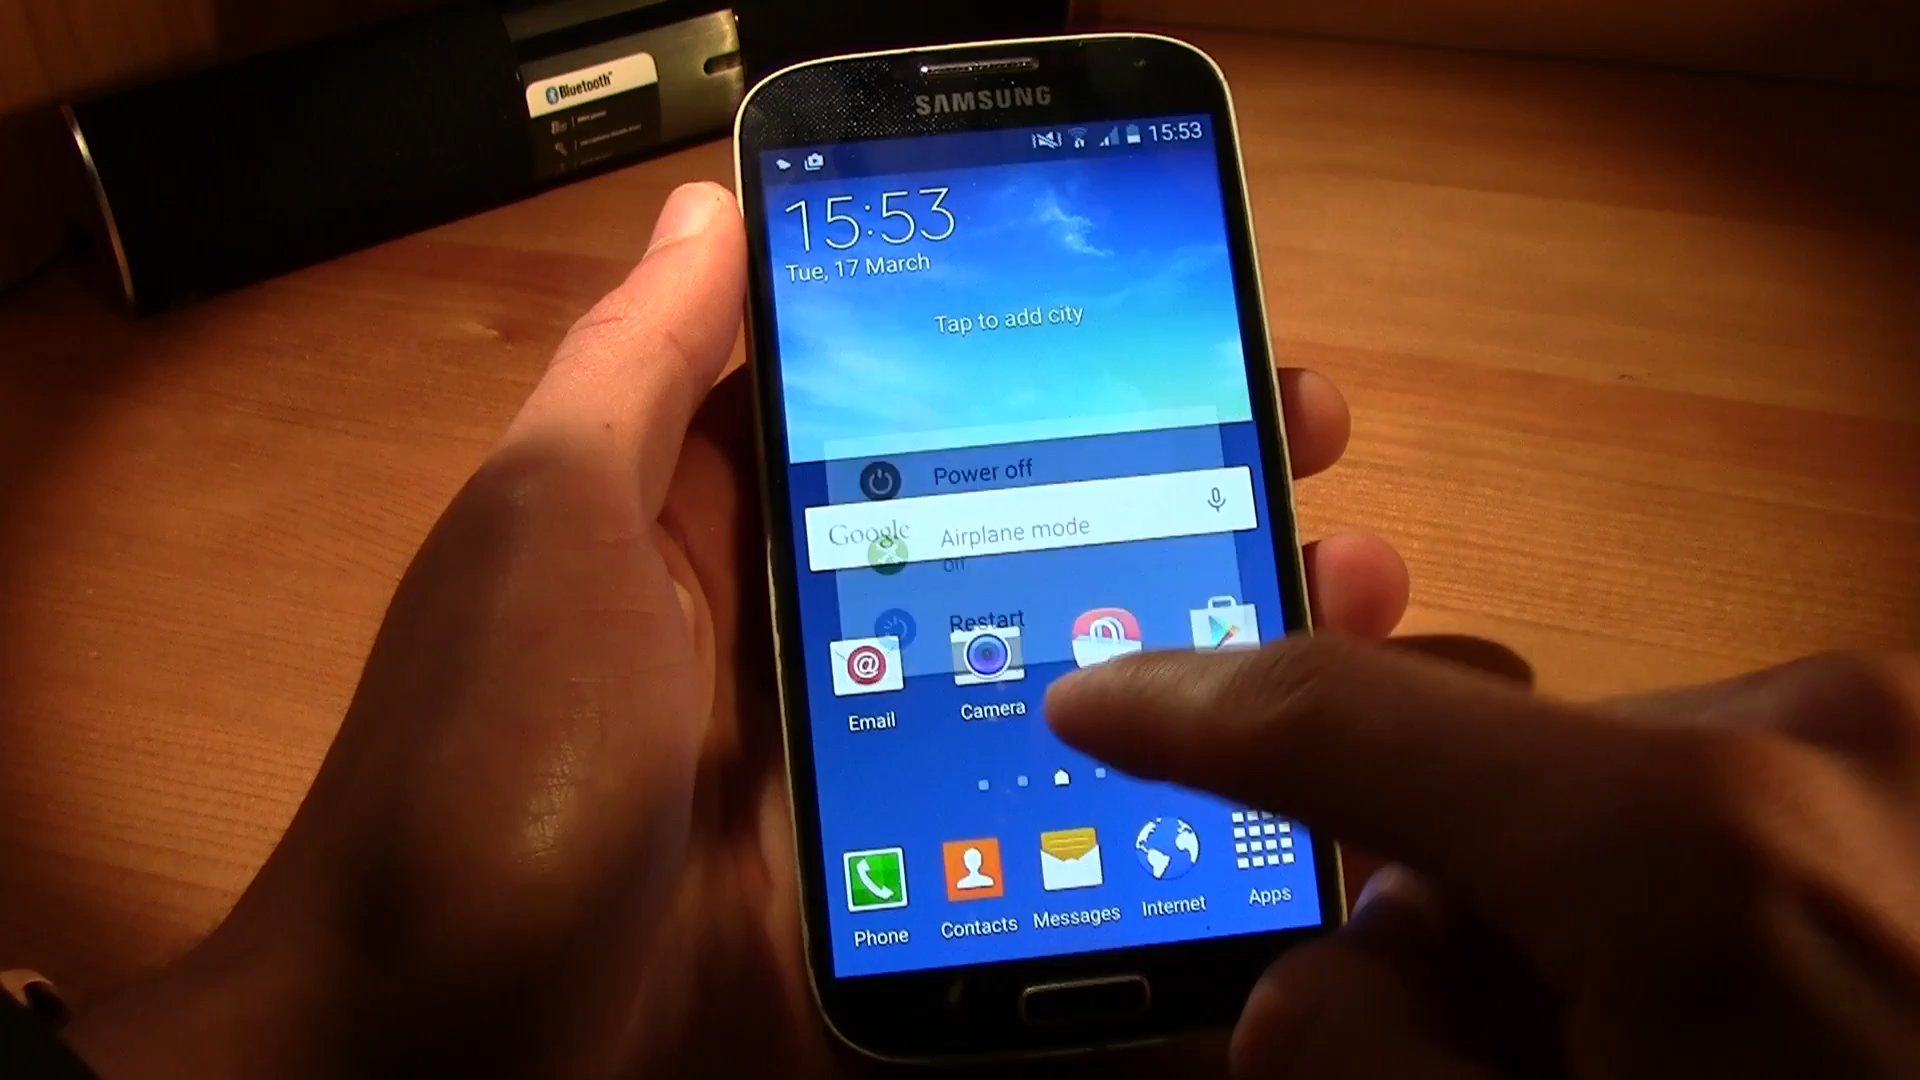 Bluetooth
SAMSUNG
15:53
15:53
Tue, 17 March
Tap to add city
Power off
Google
Airplane mode
off
Restart
Email
Camera
Phone
Contacts
Messages
Internet
Apps